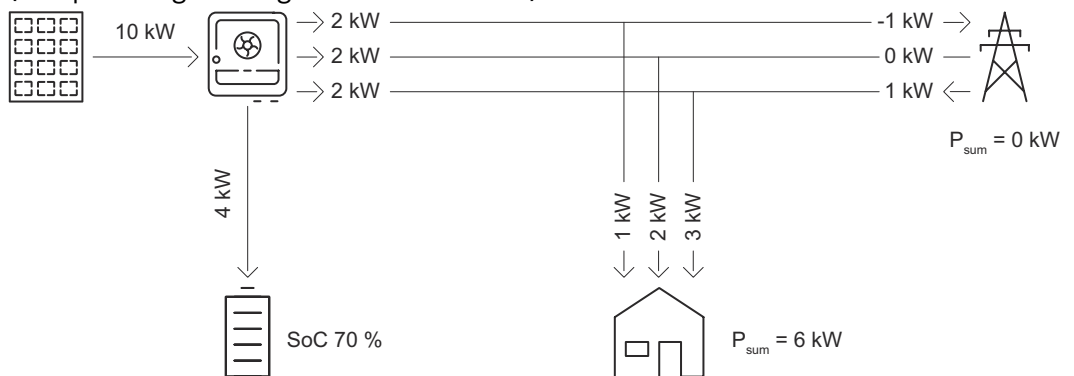 10 kW
2 kW
2 kW
2 kW
-1 kW
0 kW
1 kW
P_sum = 0 kW
4 kW
1 kW
2 kW
3 kW
SoC 70 %
P_sum = 6 kW